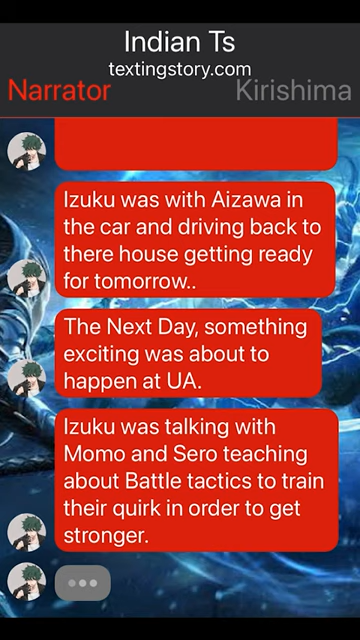 Indian Ts
textingstory.com
Narrator
Kirishima
Izuku was with Aizawa in
the car and driving back to
there house getting ready
for tomorrow..
The Next Day, something
exciting was about to
happen at UA.
Izuku was talking with
Momo and Sero teaching
about Battle tactics to train
their quirk in order to get
stronger.